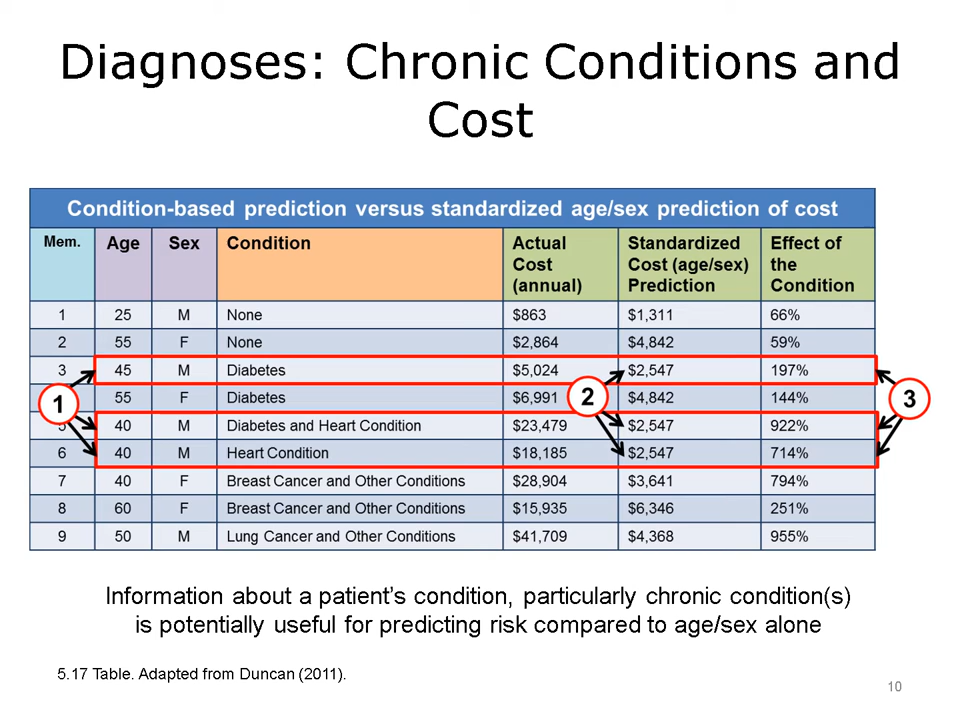 Diagnoses: Chronic Conditions and
Cost
Condition-based prediction versus standardized age/sex prediction of cost
Mem. Age Sex Condition Actual Cost (annual) Standardized Cost (age/sex) Prediction Effect of the Condition
1 25 M None $863 $1,311 66%
2 55 F None $2,864 $4,842 59%
3 45 M Diabetes $5,024 $2,547 197%
55 F Diabetes $6,991 $4,842 144%
1 2 3
5 40 M Diabetes and Heart Condition $23,479 $2,547 922%
6 40 M Heart Condition $18,185 $2,547 714%
7 40 F Breast Cancer and Other Conditions $28,904 $3,641 794%
8 60 F Breast Cancer and Other Conditions $15,935 $6,346 251%
9 50 M Lung Cancer and Other Conditions $41,709 $4,368 955%
Information about a patient's condition, particularly chronic condition(s)
is potentially useful for predicting risk compared to age/sex alone
5.17 Table. Adapted from Duncan (2011).
10